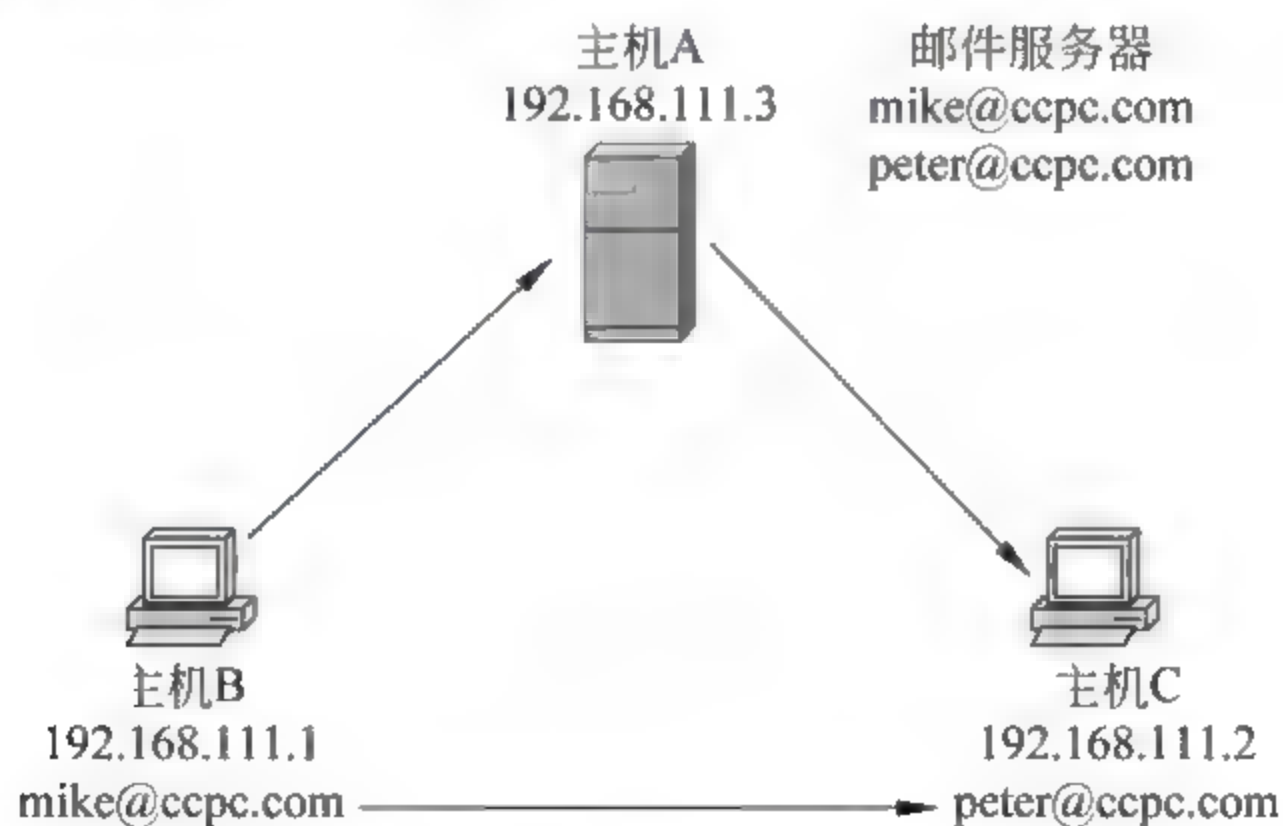 主机A
192.168.111.3
邮件服务器
mike@ccpc.com
peter@ccpc.com
主机B
192.168.111.1
mike@ccpc.com
主机C
192.168.111.2
peter@ccpc.com